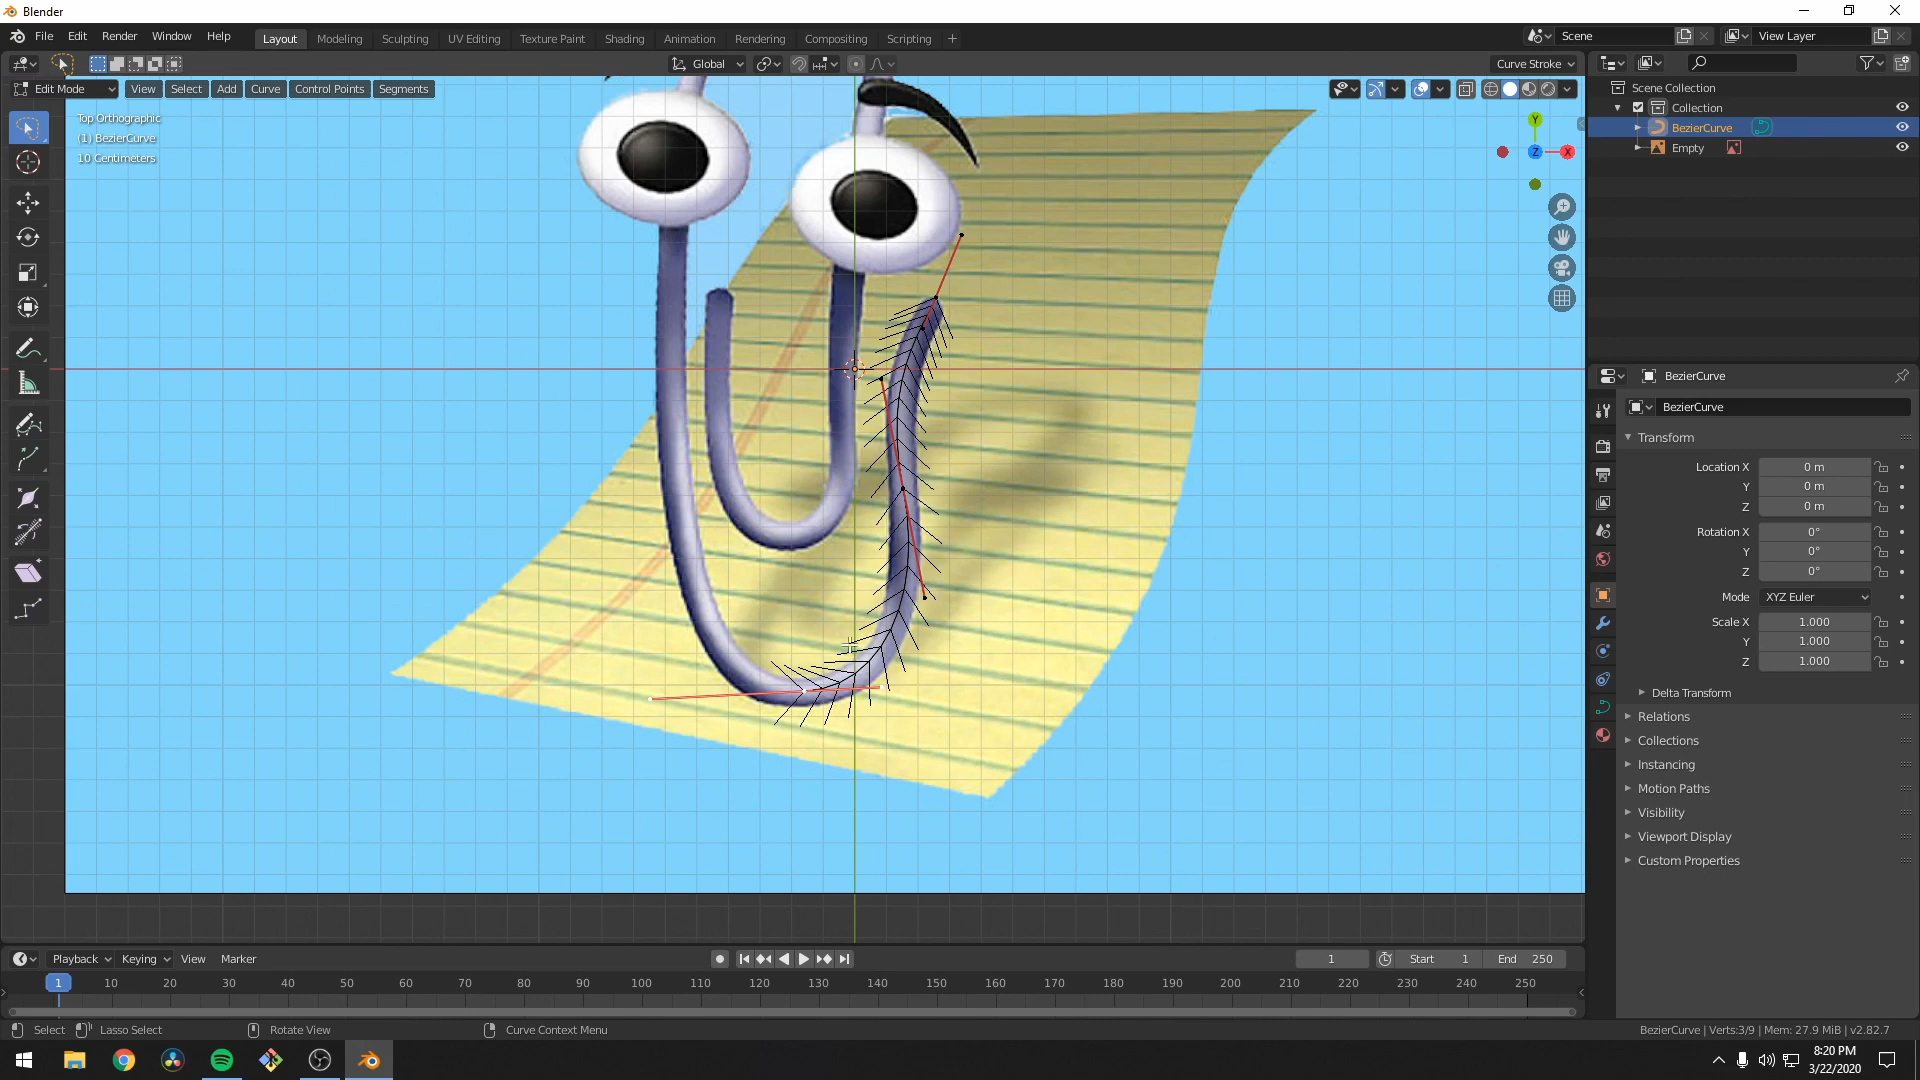 Blender
File Edit Render Window Help
Layout Modeling Sculpting UV Editing Texture Paint Shading Animation Rendering Compositing Scripting +
Scene
View Layer
Global
Curve Stroke
Edit Mode View Select Add Curve Control Points Segments
Top Orthographic
(1) BezierCurve
10 Centimeters
Y
Z
X
Scene Collection
Collection
BezierCurve
Empty
BezierCurve
BezierCurve
Transform
Location X 0 m
Y 0 m
Z 0 m
Rotation X 0°
Y 0°
Z 0°
Mode XYZ Euler
Scale X 1.000
Y 1.000
Z 1.000
Delta Transform
Relations
Collections
Instancing
Motion Paths
Visibility
Viewport Display
Custom Properties
Playback Keying View Marker
1
Start 1
End 250
1 10 20 30 40 50 60 70 80 90 100 110 120 130 140 150 160 170 180 190 200 210 220 230 240 250
Select Lasso Select Rotate View Curve Context Menu
BezierCurve | Verts:3/9 | Mem: 27.9 MiB | v2.82.7
8:20 PM
3/22/2020